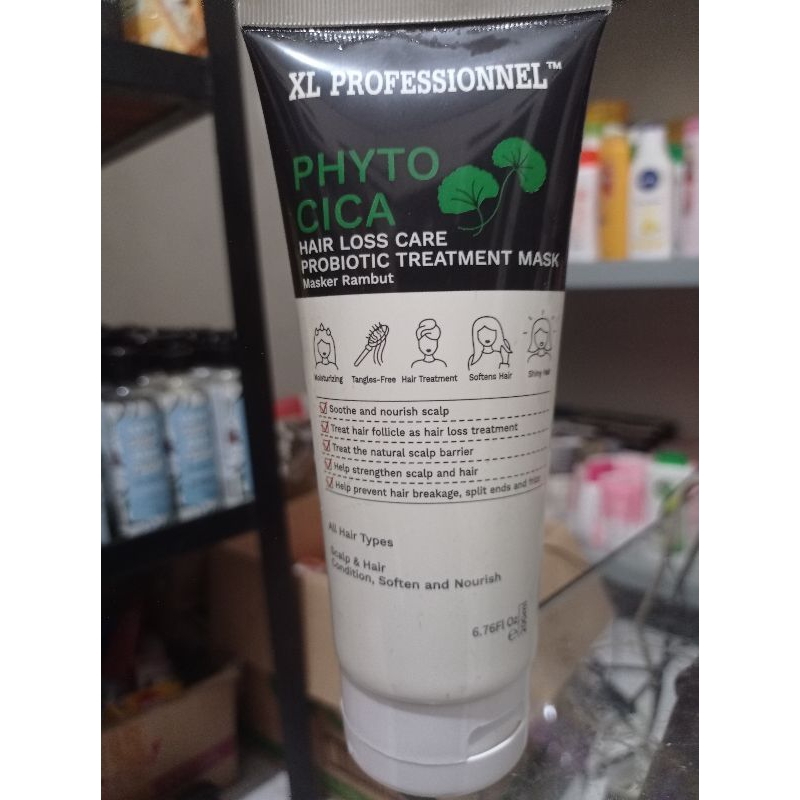 XL PROFESSIONNEL™
PHYTO
CICA
HAIR LOSS CARE
PROBIOTIC TREATMENT MASK
Masker Rambut
Moisturizing Tangles-Free Hair Treatment Softens Hair Shiny Hair
Soothe and nourish scalp
Treat hair follicle as hair loss treatment
Treat the natural scalp barrier
Help strengthen scalp and hair
Help prevent hair breakage, split ends and frizz
All Hair Types
Scalp & Hair
Condition, Soften and Nourish
6.76Fl Oz